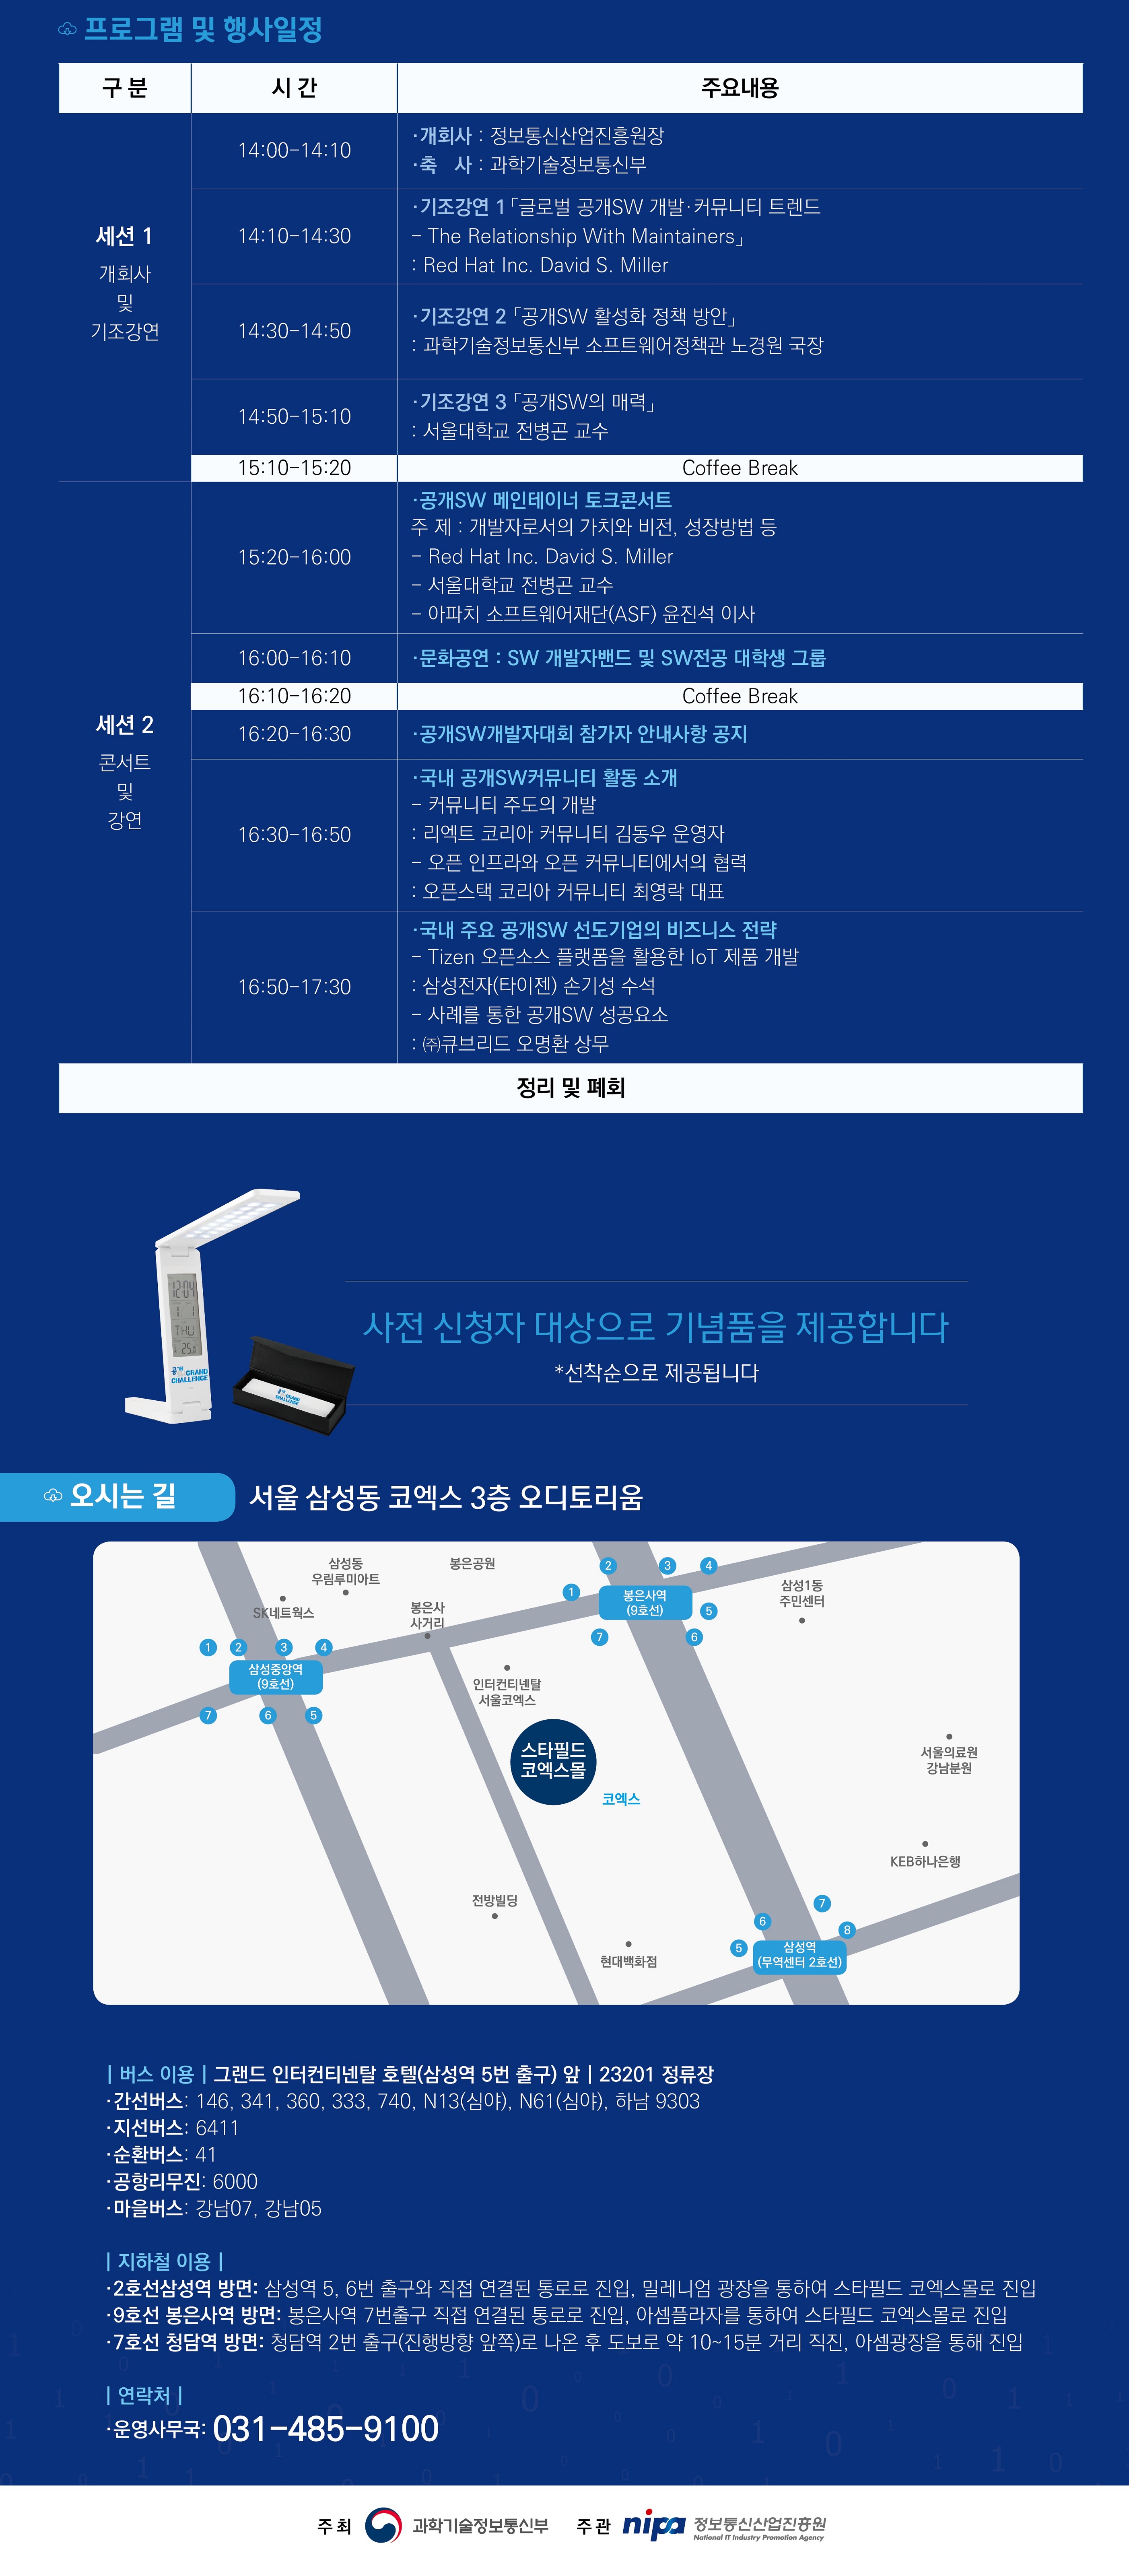 프로그램 및 행사일정
구 분 시 간 주요내용
세션 1
개회사
및
기조강연
14:00-14:10
·개회사 : 정보통신산업진흥원장
·축 사 : 과학기술정보통신부
14:10-14:30
·기조강연 1「글로벌 공개SW 개발·커뮤니티 트렌드
- The Relationship With Maintainers」
: Red Hat Inc. David S. Miller
14:30-14:50
·기조강연 2「공개SW 활성화 정책 방안」
: 과학기술정보통신부 소프트웨어정책관 노경원 국장
14:50-15:10
·기조강연 3「공개SW의 매력」
: 서울대학교 전병곤 교수
15:10-15:20 Coffee Break
세션 2
콘서트
및
강연
15:20-16:00
·공개SW 메인테이너 토크콘서트
주 제 : 개발자로서의 가치와 비전, 성장방법 등
- Red Hat Inc. David S. Miller
- 서울대학교 전병곤 교수
- 아파치 소프트웨어재단(ASF) 윤진석 이사
16:00-16:10 ·문화공연 : SW 개발자밴드 및 SW전공 대학생 그룹
16:10-16:20 Coffee Break
16:20-16:30 ·공개SW개발자대회 참가자 안내사항 공지
16:30-16:50
·국내 공개SW커뮤니티 활동 소개
- 커뮤니티 주도의 개발
: 리엑트 코리아 커뮤니티 김동우 운영자
- 오픈 인프라와 오픈 커뮤니티에서의 협력
: 오픈스택 코리아 커뮤니티 최영락 대표
16:50-17:30
·국내 주요 공개SW 선도기업의 비즈니스 전략
- Tizen 오픈소스 플랫폼을 활용한 IoT 제품 개발
: 삼성전자(타이젠) 손기성 수석
- 사례를 통한 공개SW 성공요소
: ㈜큐브리드 오명환 상무
정리 및 폐회
12:04
1 1
THU
25.0
공개
GRAND
CHALLENGE
공개
GRAND
CHALLENGE
사전 신청자 대상으로 기념품을 제공합니다
*선착순으로 제공됩니다
오시는 길 서울 삼성동 코엑스 3층 오디토리움
삼성동
우림루미아트
봉은공원
SK네트웍스
봉은사
사거리
2 3 4
1
봉은사역
(9호선)
5
7 6
삼성1동
주민센터
1 2 3 4
삼성중앙역
(9호선)
7 6 5
인터컨티넨탈
서울코엑스
스타필드
코엑스몰
코엑스
서울의료원
강남분원
KEB하나은행
전방빌딩
현대백화점
7
6 8
5
삼성역
(무역센터 2호선)
| 버스 이용 | 그랜드 인터컨티넨탈 호텔(삼성역 5번 출구) 앞 | 23201 정류장
·간선버스: 146, 341, 360, 333, 740, N13(심야), N61(심야), 하남 9303
·지선버스: 6411
·순환버스: 41
·공항리무진: 6000
·마을버스: 강남07, 강남05
| 지하철 이용 |
·2호선삼성역 방면: 삼성역 5, 6번 출구와 직접 연결된 통로로 진입, 밀레니엄 광장을 통하여 스타필드 코엑스몰로 진입
·9호선 봉은사역 방면: 봉은사역 7번출구 직접 연결된 통로로 진입, 아셈플라자를 통하여 스타필드 코엑스몰로 진입
·7호선 청담역 방면: 청담역 2번 출구(진행방향 앞쪽)로 나온 후 도보로 약 10~15분 거리 직진, 아셈광장을 통해 진입
| 연락처 |
·운영사무국: 031-485-9100
주 최 과학기술정보통신부 주 관 nipa 정보통신산업진흥원
National IT Industry Promotion Agency